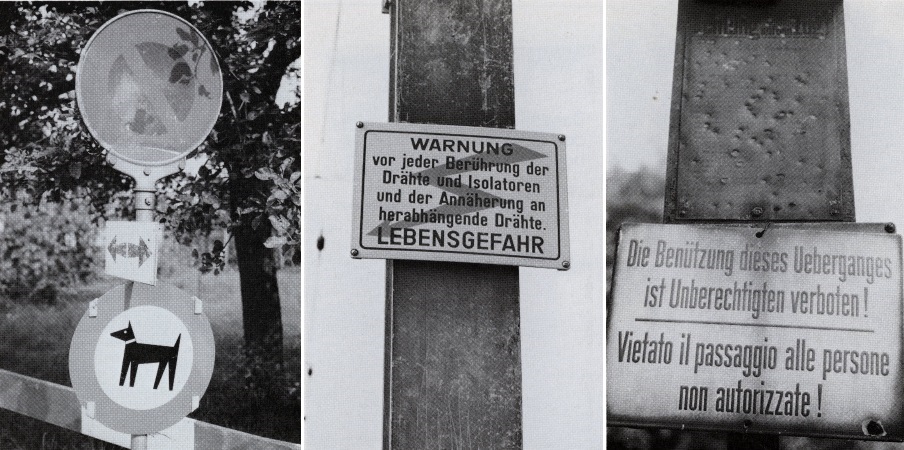 WARNUNG
vor jeder Berührung der
Drähte und Isolatoren
und der Annäherung an
herabhängende Drähte.
LEBENSGEFAHR
Die Benützung dieses Ueberganges
ist Unberechtigten verboten!
Vietato il passaggio alle persone
non autorizzate!